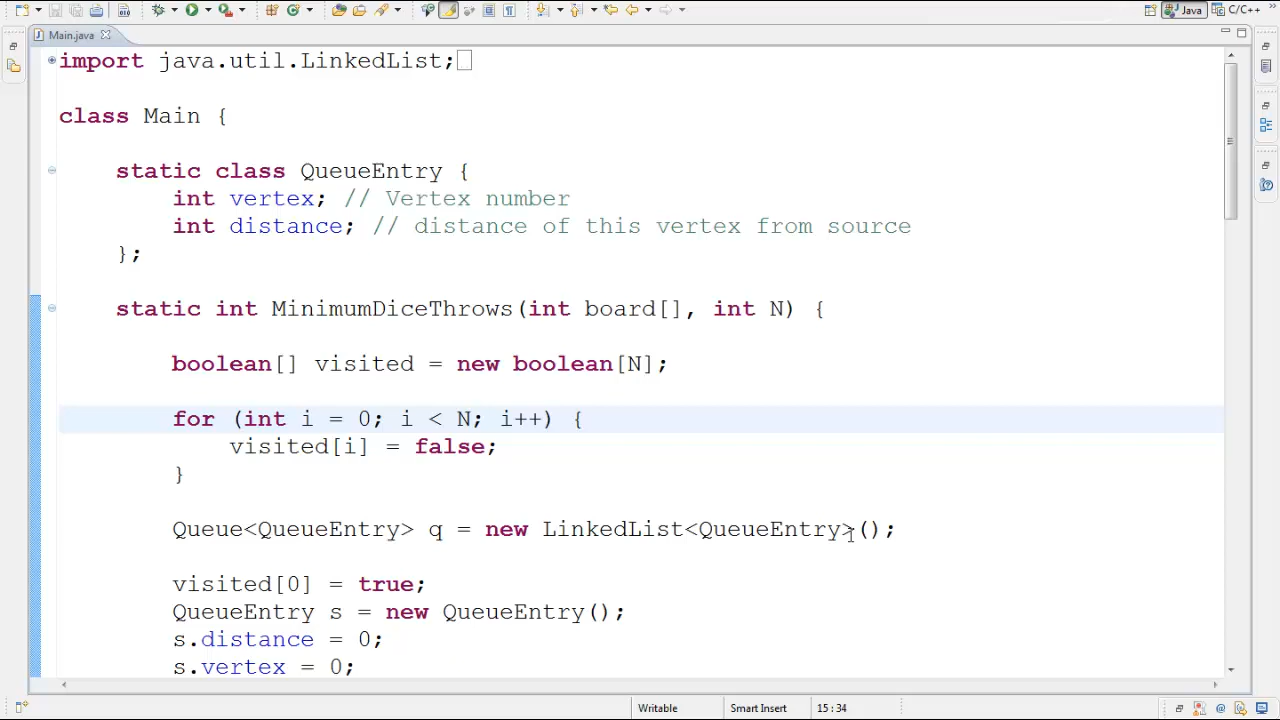 Java C/C++
Main.java
import java.util.LinkedList;
class Main {
static class QueueEntry {
int vertex; // Vertex number
int distance; // distance of this vertex from source
};
static int MinimumDiceThrows(int board[], int N) {
boolean[] visited = new boolean[N];
for (int i = 0; i < N; i++) {
visited[i] = false;
}
Queue<QueueEntry> q = new LinkedList<QueueEntry>();
visited[0] = true;
QueueEntry s = new QueueEntry();
s.distance = 0;
s.vertex = 0;
Writable Smart Insert 15 : 34